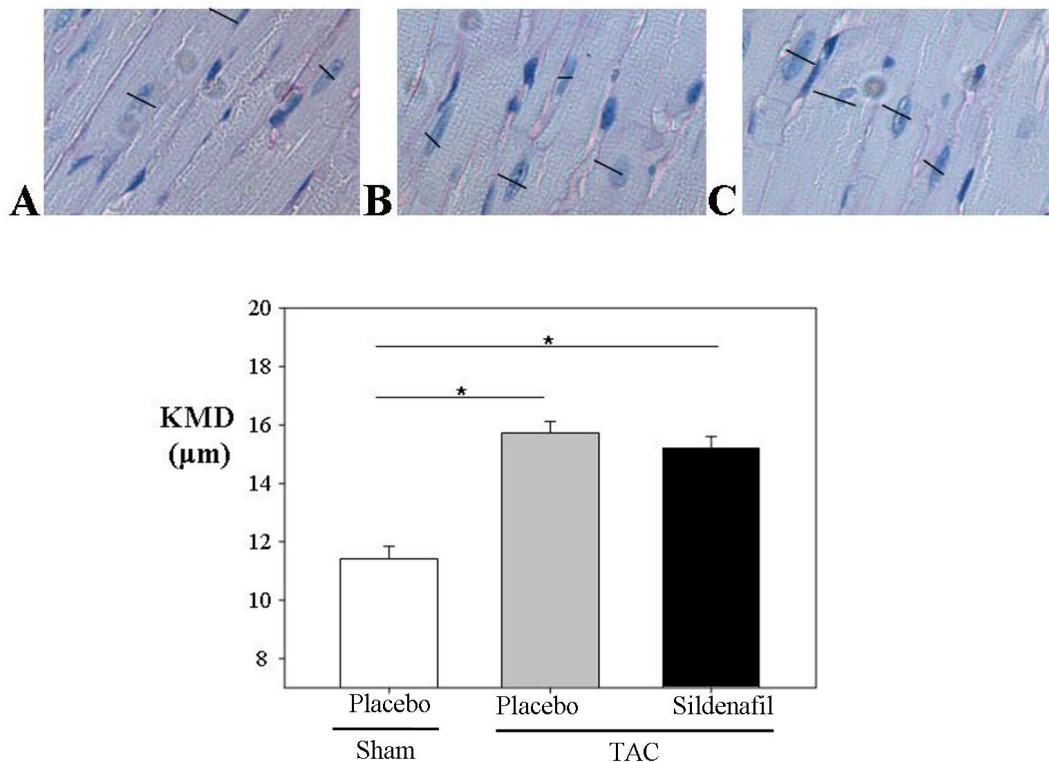 A
B
C
20
18
16
14
12
10
8
KMD
(µm)
*
*
Placebo
Placebo
Sildenafil
Sham
TAC